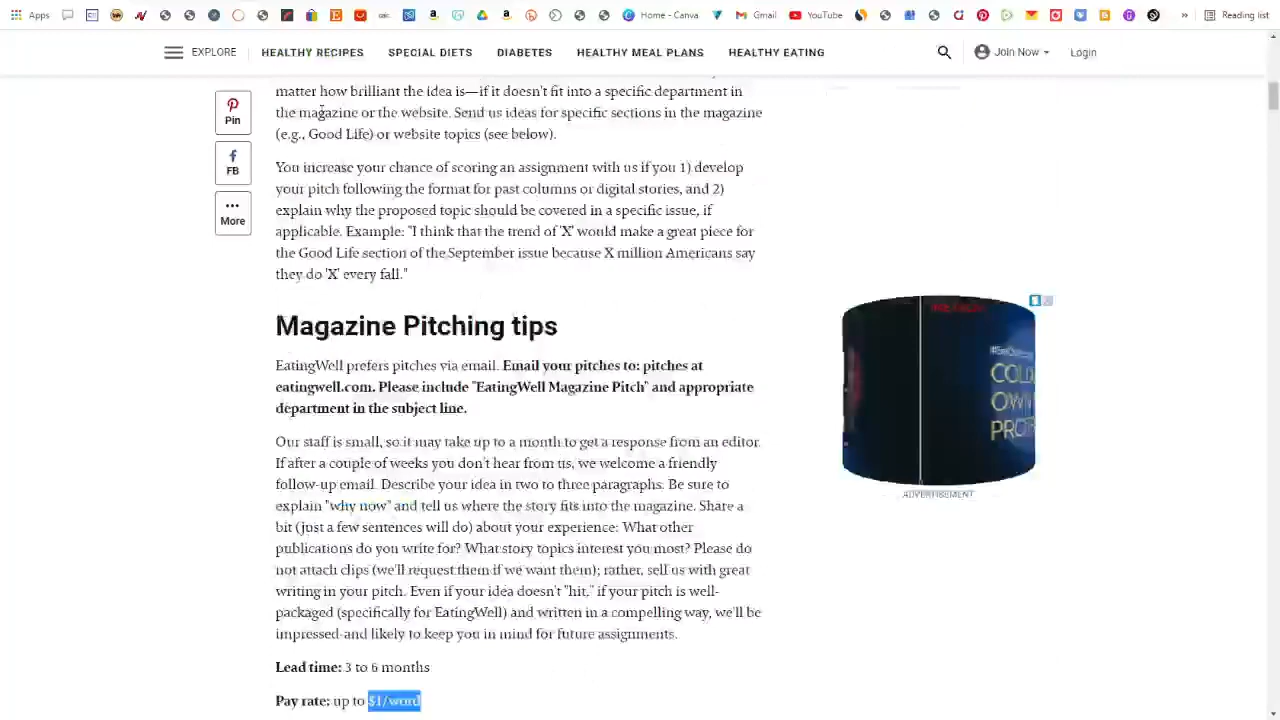 Apps
Home - Canva
Gmail
YouTube
»
Reading list
EXPLORE
HEALTHY RECIPES
SPECIAL DIETS
DIABETES
HEALTHY MEAL PLANS
HEALTHY EATING
Join Now
Login
matter how brilliant the idea is—if it doesn't fit into a specific department in
the magazine or the website. Send us ideas for specific sections in the magazine
(e.g., Good Life) or website topics (see below).
Pin
FB
More
You increase your chance of scoring an assignment with us if you 1) develop
your pitch following the format for past columns or digital stories, and 2)
explain why the proposed topic should be covered in a specific issue, if
applicable. Example: "I think that the trend of 'X' would make a great piece for
the Good Life section of the September issue because X million Americans say
they do 'X' every fall."
Magazine Pitching tips
EatingWell prefers pitches via email. Email your pitches to: pitches at
eatingwell.com. Please include "EatingWell Magazine Pitch" and appropriate
department in the subject line.
Our staff is small, so it may take up to a month to get a response from an editor.
If after a couple of weeks you don't hear from us, we welcome a friendly
follow-up email. Describe your idea in two to three paragraphs. Be sure to
explain "why now" and tell us where the story fits into the magazine. Share a
bit (just a few sentences will do) about your experience: What other
publications do you write for? What story topics interest you most? Please do
not attach clips (we'll request them if we want them); rather, sell us with great
writing in your pitch. Even if your idea doesn't "hit," if your pitch is well-
packaged (specifically for EatingWell) and written in a compelling way, we'll be
impressed-and likely to keep you in mind for future assignments.
Lead time: 3 to 6 months
Pay rate: up to $1/word
ADVERTISEMENT